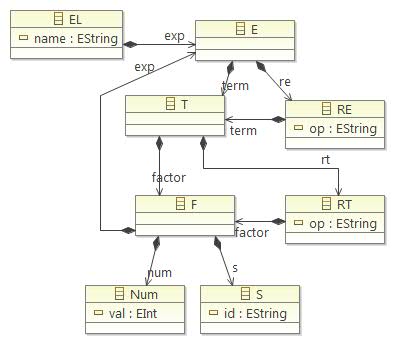 EL
name : EString
exp
E
exp
term
re
T
RE
op : EString
term
rt
factor
F
RT
op : EString
factor
num
s
Num
val : EInt
S
id : EString